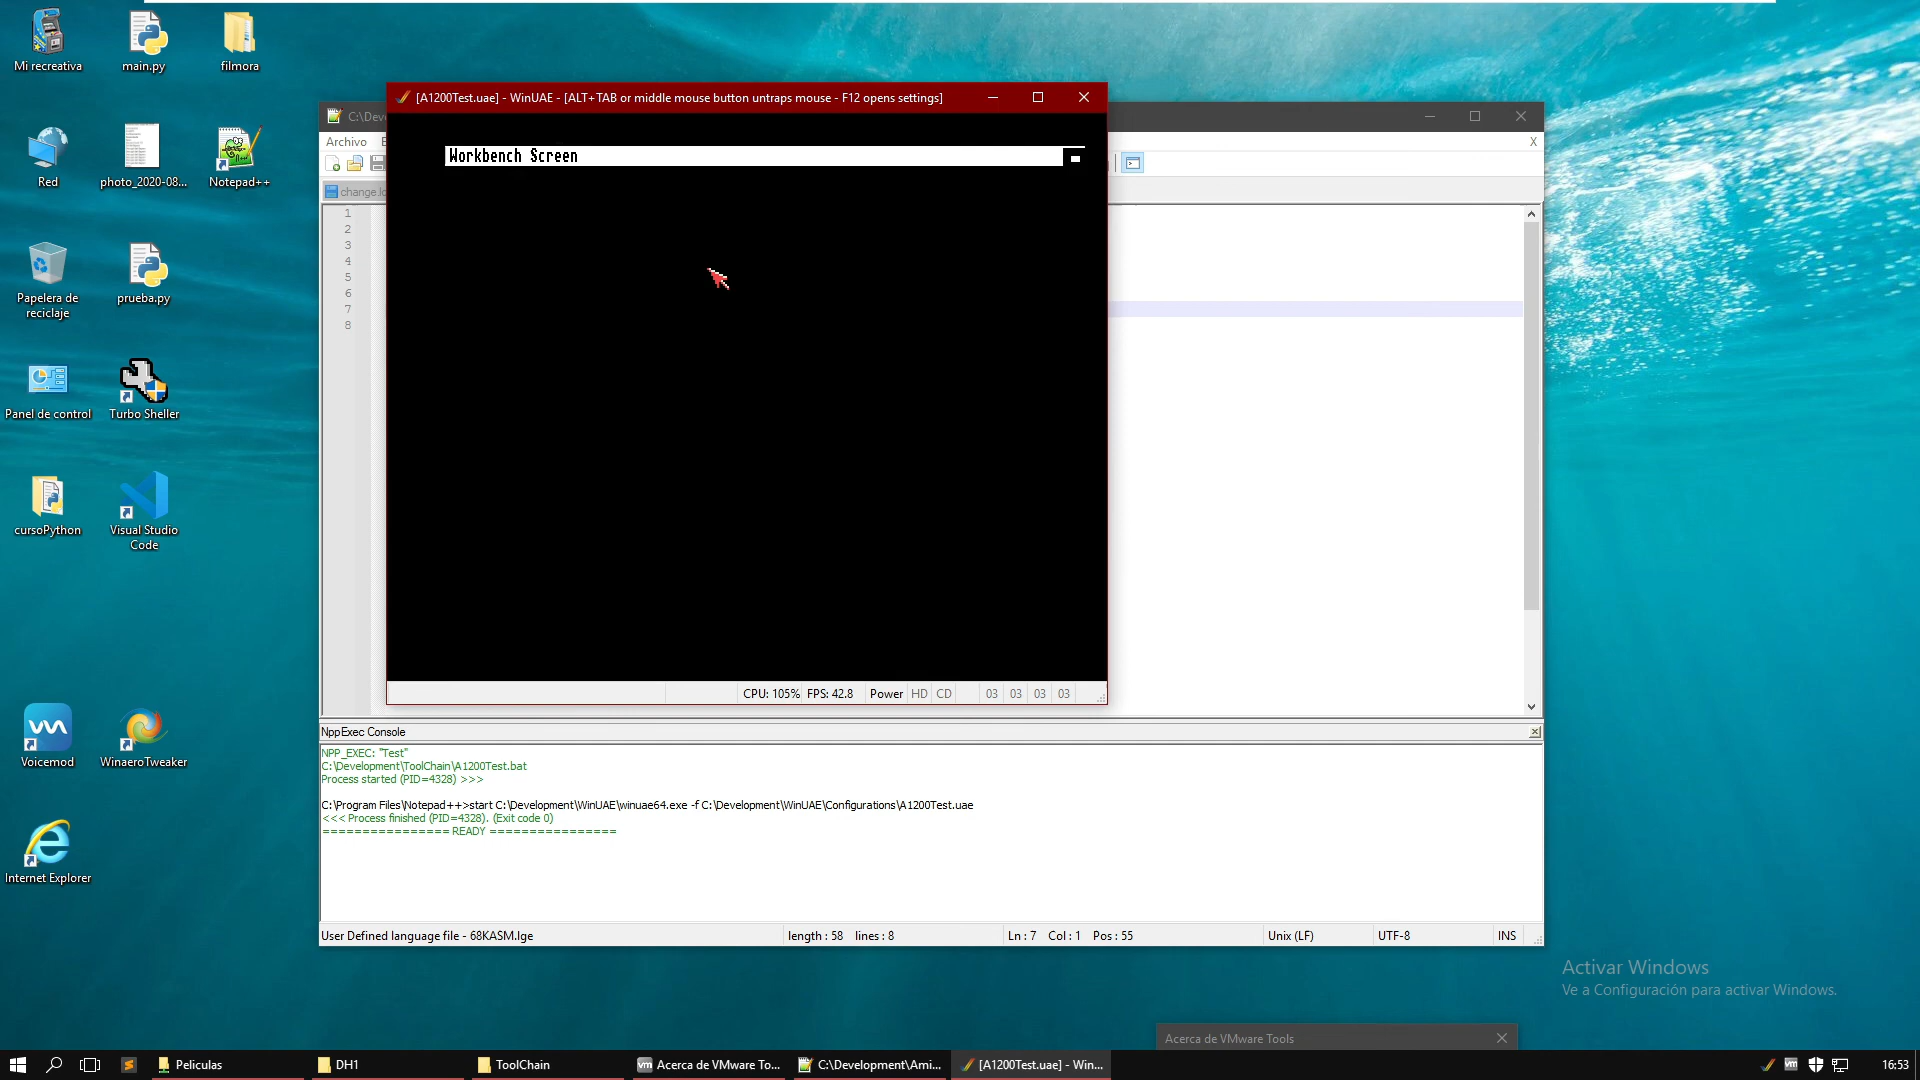 Mi recreativa
main.py
filmora
Red
photo_2020-08...
Notepad++
Papelera de
reciclaje
prueba.py
Panel de control
Turbo Sheller
cursoPython
Visual Studio
Code
Voicemod
WinaeroTweaker
Internet Explorer
[A1200Test.uae] - WinUAE - [ALT+TAB or middle mouse button untraps mouse - F12 opens settings]
Workbench Screen
CPU: 105% FPS: 42.8 Power HD CD 03 03 03 03
Archivo
X
1
2
3
4
5
6
7
8
NppExec Console
NPP_EXEC: "Test"
C:\Development\ToolChain\A1200Test.bat
Process started (PID=4328) >>>
C:\Program Files\Notepad++>start C:\Development\WinUAE\winuae64.exe -f C:\Development\WinUAE\Configurations\A1200Test.uae
<<< Process finished (PID=4328). (Exit code 0)
================ READY ================
User Defined language file - 68KASM.lge length : 58 lines : 8 Ln : 7 Col : 1 Pos : 55 Unix (LF) UTF-8 INS
Activar Windows
Ve a Configuración para activar Windows.
Acerca de VMware Tools
Peliculas
DH1
ToolChain
vm Acerca de VMware To...
C:\Development\Ami...
[A1200Test.uae] - Win...
vm
16:53